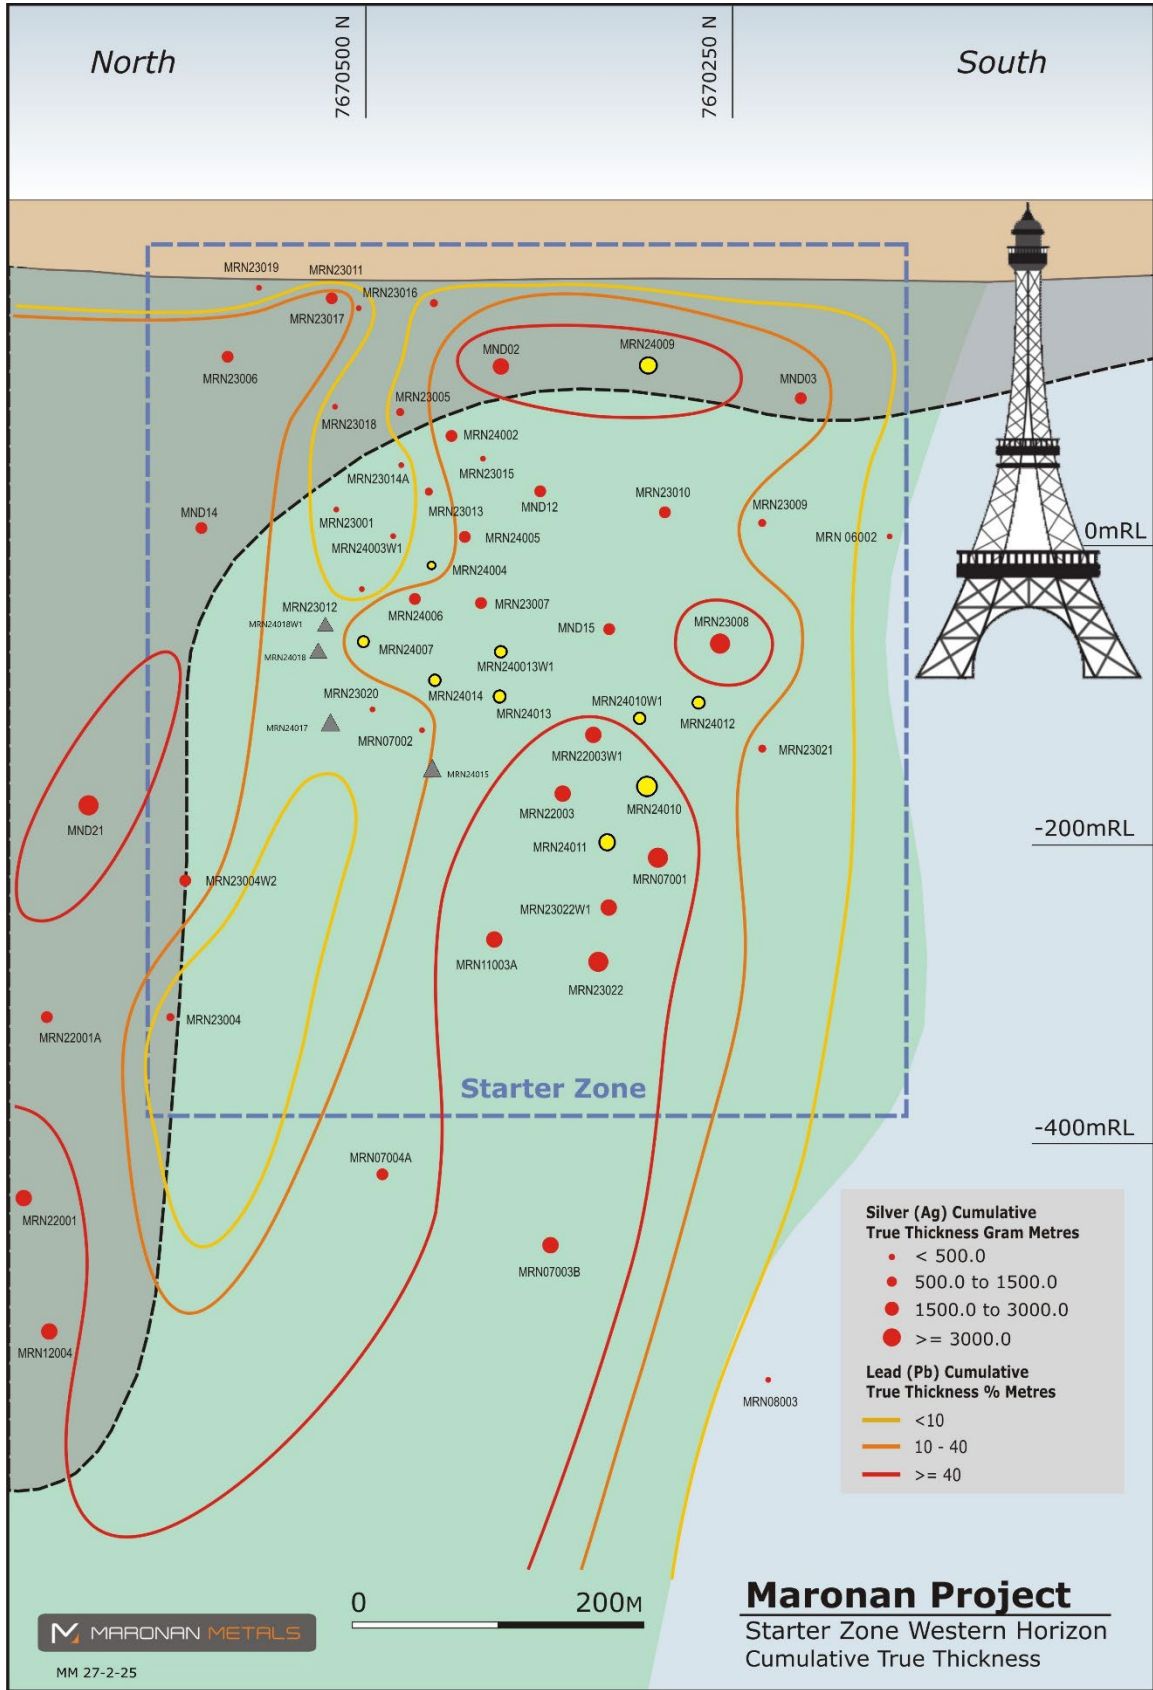 North
7670500 N
7670250 N
South
MRN23019
MRN23011
MRN23016
MRN23017
MRN23006
MND02
MRN24009
MND03
MRN23005
MRN23018
MRN24002
MRN23015
MRN23014A
MND12
MRN23010
MRN23009
MRN23013
MND14
MRN23001
MRN24003W1
MRN24005
MRN 06002
0mRL
MRN24004
MRN23012
MRN24006
MRN23007
MRN24018W1
MND15
MRN23008
MRN24007
MRN24018
MRN240013W1
MRN24014
MRN23020
MRN24013
MRN24010W1
MRN24012
MRN24017
MRN07002
MRN22003W1
MRN23021
MRN24015
MRN22003
MRN24010
MND21
MRN24011
-200mRL
MRN07001
MRN23004W2
MRN23022W1
MRN11003A
MRN23022
MRN22001A
MRN23004
Starter Zone
-400mRL
MRN07004A
MRN22001
MRN07003B
MRN12004
MRN08003
Silver (Ag) Cumulative
True Thickness Gram Metres
< 500.0
500.0 to 1500.0
1500.0 to 3000.0
>= 3000.0
Lead (Pb) Cumulative
True Thickness % Metres
<10
10 - 40
>= 40
0
200M
MARONAN METALS
MM 27-2-25
Maronan Project
Starter Zone Western Horizon
Cumulative True Thickness